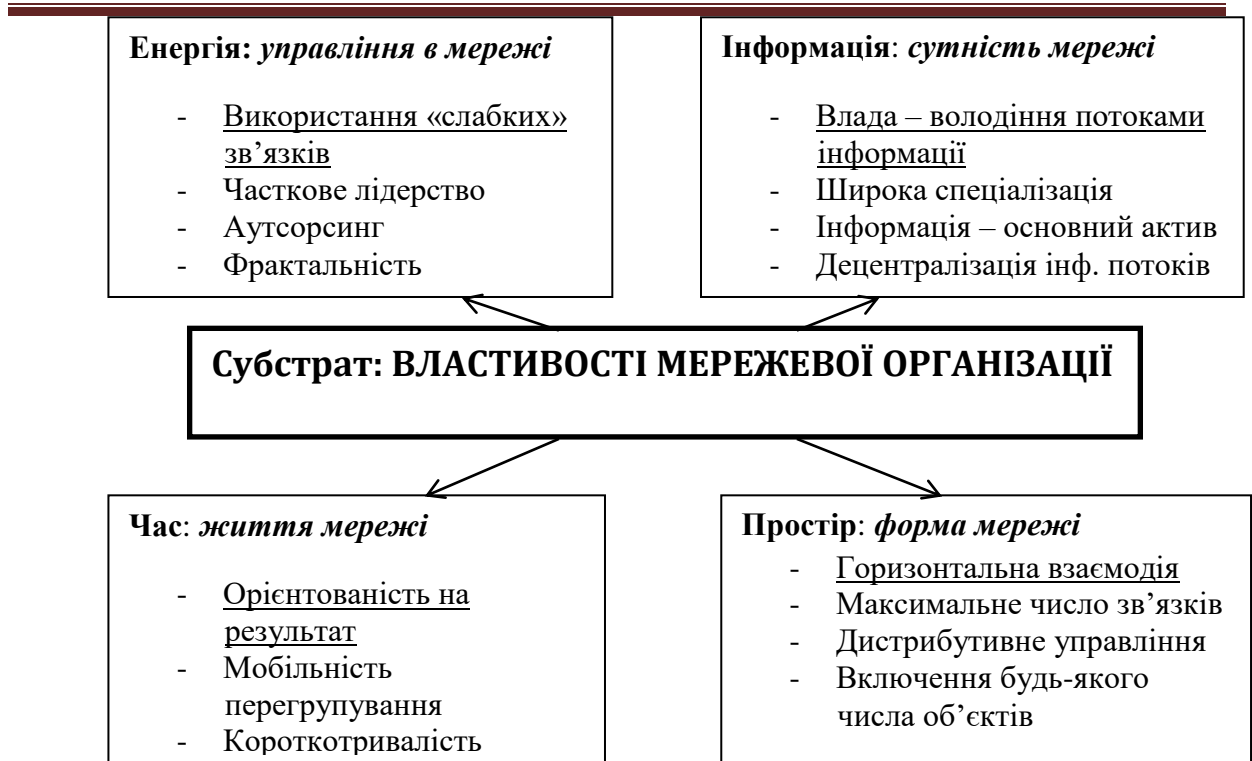 Енергія: управління в мережі
- Використання «слабких»
зв’язків
- Часткове лідерство
- Аутсорсинг
- Фрактальність
Інформація: сутність мережі
- Влада – володіння потоками
інформації
- Широка спеціалізація
- Інформація – основний актив
- Децентралізація інф. потоків
Субстрат: ВЛАСТИВОСТІ МЕРЕЖЕВОЇ ОРГАНІЗАЦІЇ
Час: життя мережі
- Орієнтованість на
результат
- Мобільність
перегрупування
- Короткотривалість
Простір: форма мережі
- Горизонтальна взаємодія
- Максимальне число зв’язків
- Дистрибутивне управління
- Включення будь-якого
числа об’єктів